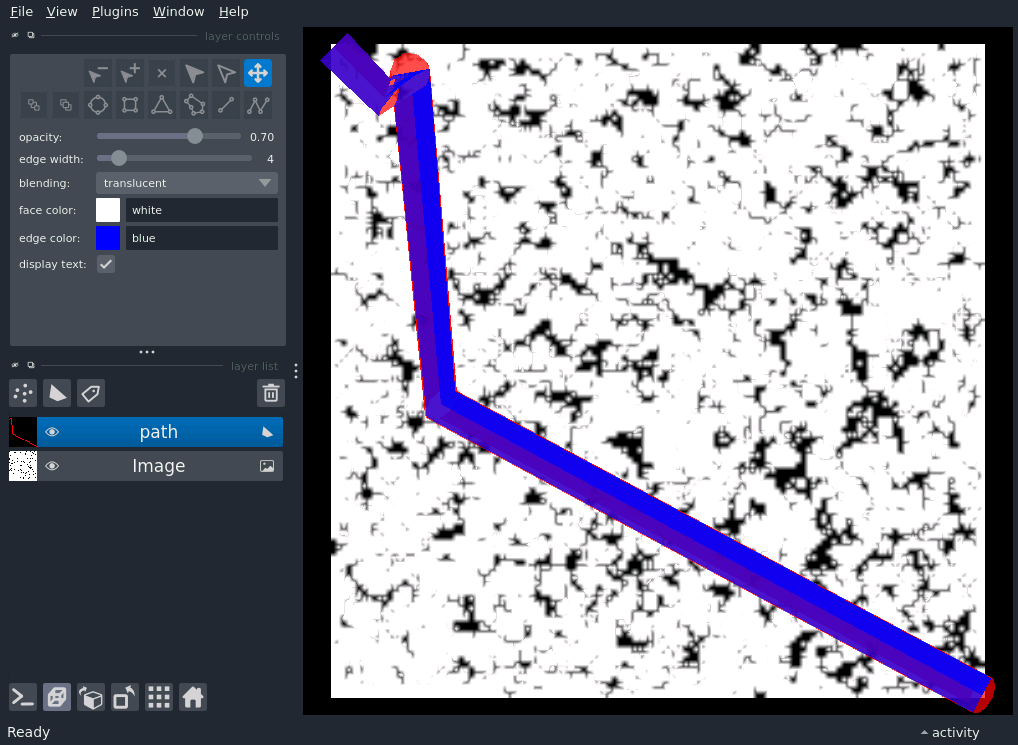 File View Plugins Window Help
layer controls
opacity: 0.70
edge width: 4
blending: translucent
face color: white
edge color: blue
display text:
layer list
path
Image
Ready
activity